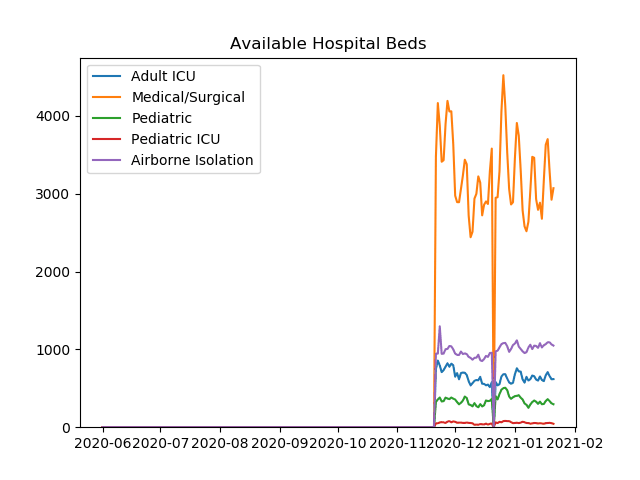 Available Hospital Beds
Adult ICU
Medical/Surgical
Pediatric
Pediatric ICU
Airborne Isolation
4000
3000
2000
1000
0
2020-06 2020-07 2020-08 2020-09 2020-10 2020-11 2020-12 2021-01 2021-02